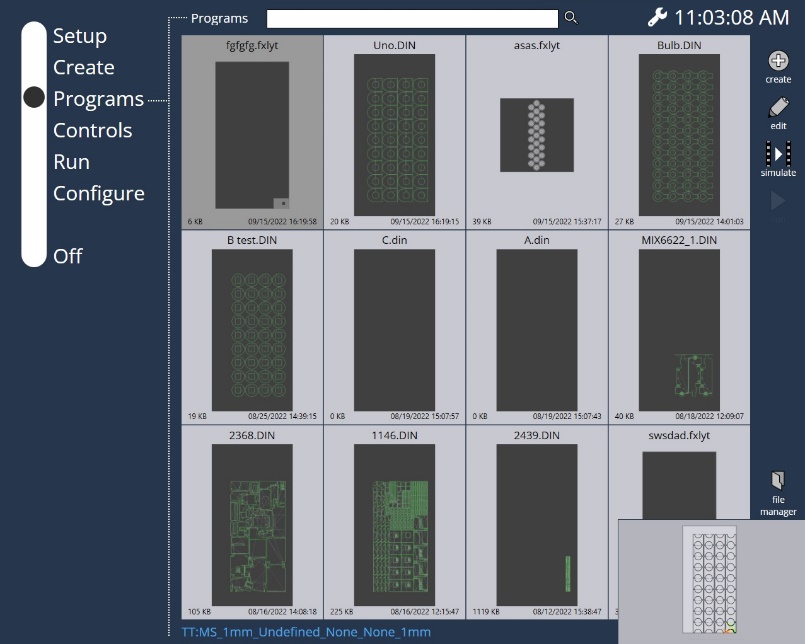 Programs
11:03:08 AM
Setup
Create
Programs
Controls
Run
Configure
Off
fgfgfg.fxlyt
6 KB 09/15/2022 16:19:58
Uno.DIN
20 KB 09/15/2022 16:19:15
asas.fxlyt
39 KB 09/15/2022 15:37:17
Bulb.DIN
27 KB 09/15/2022 14:01:03
B test.DIN
19 KB 08/25/2022 14:39:15
C.din
0 KB 08/19/2022 15:07:57
A.din
0 KB 08/19/2022 15:07:43
MIX6622_1.DIN
40 KB 08/18/2022 12:09:07
2368.DIN
105 KB 08/16/2022 14:08:18
1146.DIN
225 KB 08/16/2022 12:15:47
2439.DIN
1119 KB 08/12/2022 15:38:47
swsdad.fxlyt
create
edit
simulate
file
manager
TT:MS_1mm_Undefined_None_None_1mm